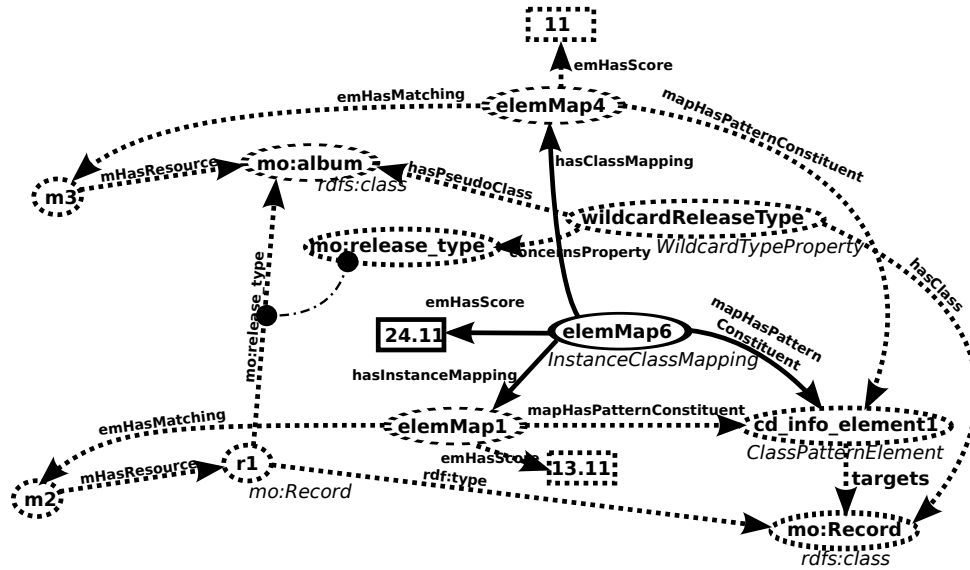 11
emHasScore
emHasMatching
elemMap4
mapHasPatternConstituent
mHasResource
mo:album
rdfs:class
hasPseudoClass
hasClassMapping
m3
wildcardReleaseType
WildcardTypeProperty
mo:release_type
concernsProperty
hasClass
mo:release_type
emHasScore
24.11
elemMap6
InstanceClassMapping
mapHasPattern
Constituent
hasInstanceMapping
emHasMatching
elemMap1
mapHasPatternConstituent
cd_info_element1
ClassPatternElement
emHasScore
13.11
mHasResource
r1
mo:Record
rdf:type
targets
m2
mo:Record
rdfs:class